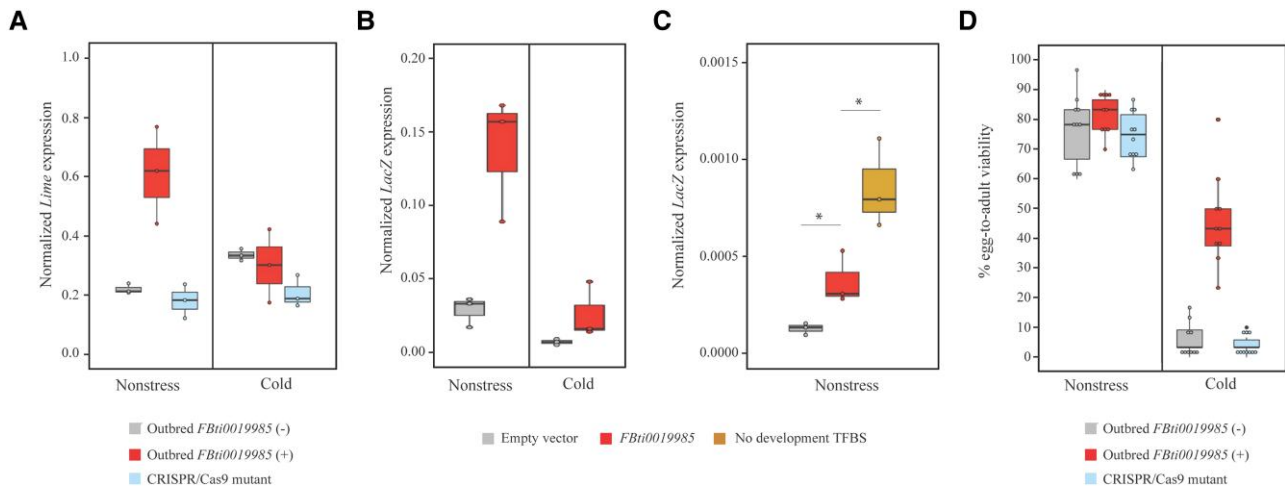 A
Normalized Lime expression
1.0
0.8
0.6
0.4
0.2
0.0
Nonstress
Cold
Outbred FBti0019985 (-)
Outbred FBti0019985 (+)
CRISPR/Cas9 mutant
B
Normalized LacZ expression
0.20
0.15
0.10
0.05
0.00
Nonstress
Cold
C
Normalized LacZ expression
0.0015
0.0010
0.0005
0.0000
*
*
Nonstress
Empty vector
FBti0019985
No development TFBS
D
% egg-to-adult viability
100
90
80
70
60
50
40
30
20
10
0
Nonstress
Cold
Outbred FBti0019985 (-)
Outbred FBti0019985 (+)
CRISPR/Cas9 mutant